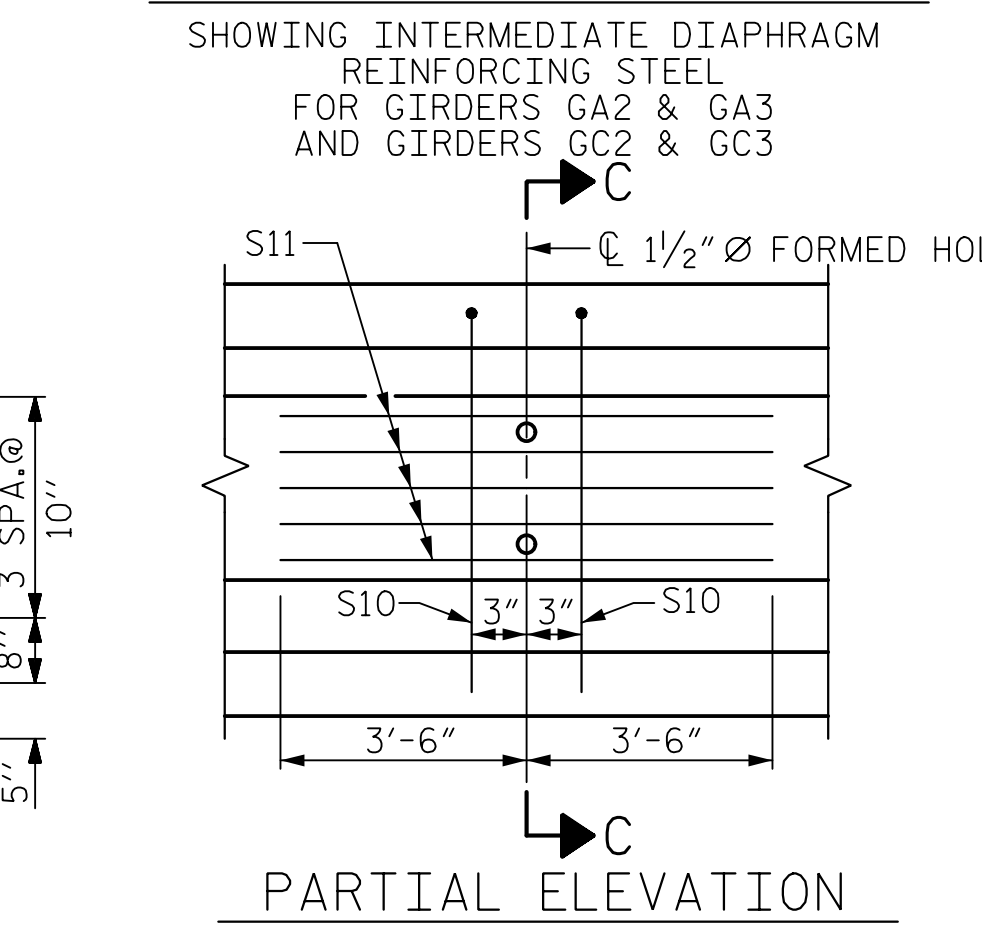 SHOWING INTERMEDIATE DIAPHRAGM
REINFORCING STEEL
FOR GIRDERS GA2 & GA3
AND GIRDERS GC2 & GC3
C
S11
℄ 1½"Ø FORMED
3 SPA.@
10"
8"
5"
S10
3"
3"
S10
3'-6"
3'-6"
C
PARTIAL ELEVATION